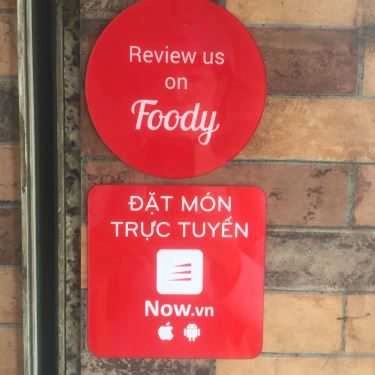 Review us
on
Foody
ĐẶT MÓN
TRỰC TUYẾN
Now.vn